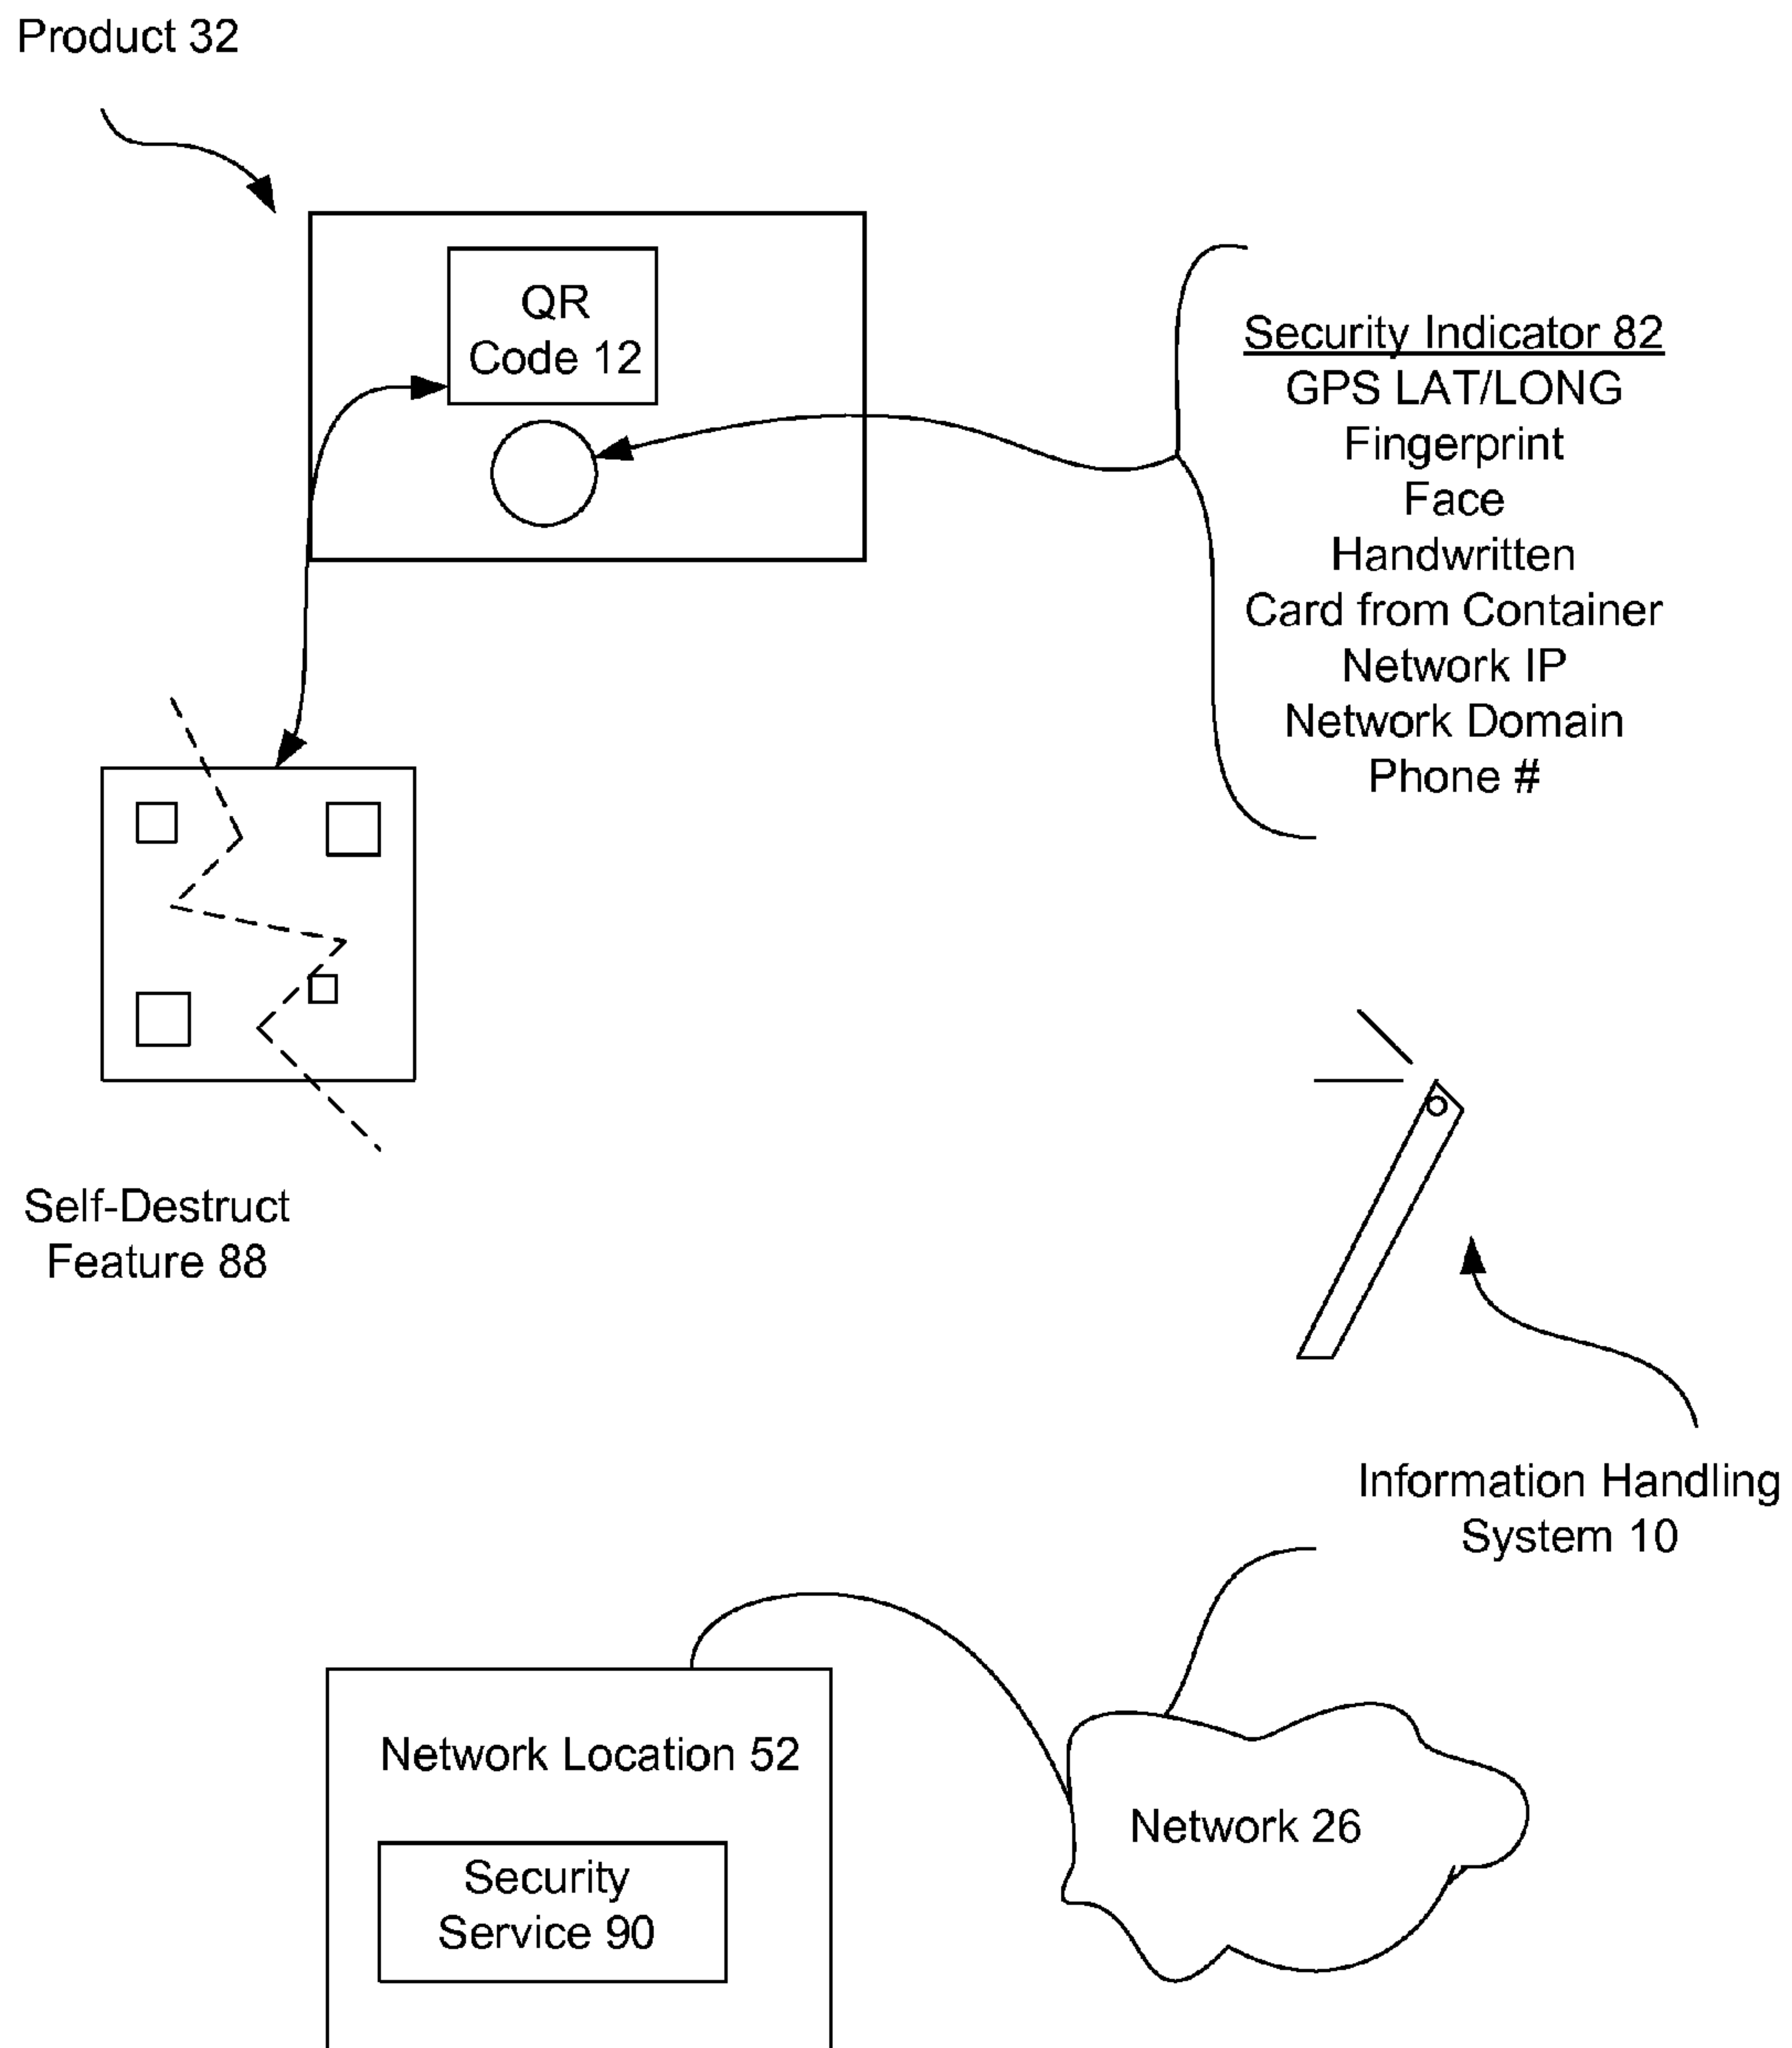 Product 32
QR
Code 12
Security Indicator 82
GPS LAT/LONG
Fingerprint
Face
Handwritten
Card from Container
Network IP
Network Domain
Phone #
Self-Destruct
Feature 88
Information Handling
System 10
Network Location 52
Network 26
Security
Service 90